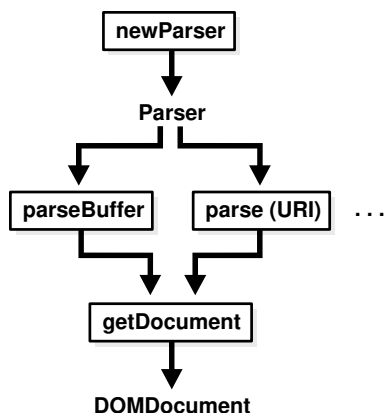 newParser
Parser
parseBuffer
parse (URI) . . .
getDocument
DOMDocument